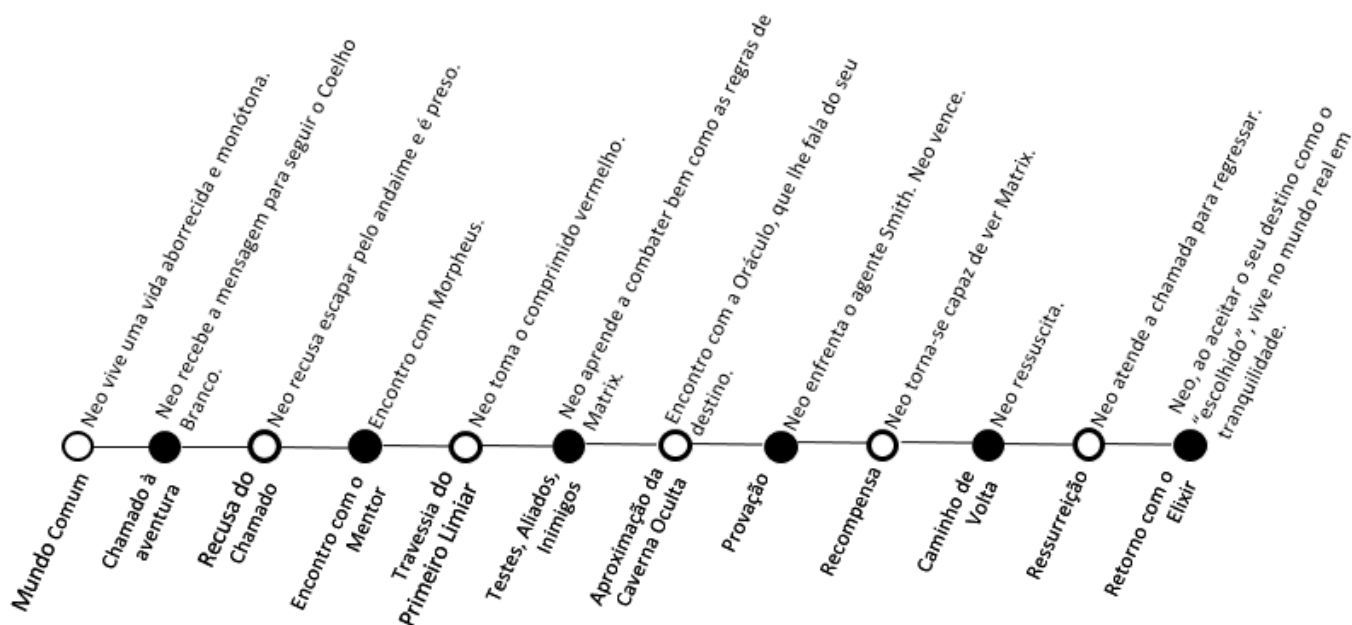 Neo vive uma vida aborrecida e monótona.
Neo recebe a mensagem para seguir o Coelho
Branco.
Neo recusa escapar pelo andaime e é preso.
Encontro com Morpheus.
Neo toma o comprimido vermelho.
Neo aprende a combater bem como as regras de
Matrix.
Encontro com a Oráculo, que lhe fala do seu
destino.
Neo enfrenta o agente Smith. Neo vence.
Neo torna-se capaz de ver Matrix.
Neo ressuscita.
Neo atende a chamada para regressar.
Neo, ao aceitar o seu destino como o
“escolhido”, vive no mundo real em
tranquilidade.
Mundo Comum
Chamado à
aventura
Recusa do
Chamado
Encontro com o
Mentor
Travessia do
Primeiro Limiar
Testes, Aliados,
Inimigos
Aproximação da
Caverna Oculta
Provação
Recompensa
Caminho de
Volta
Ressurreição
Retorno com o
Elixir